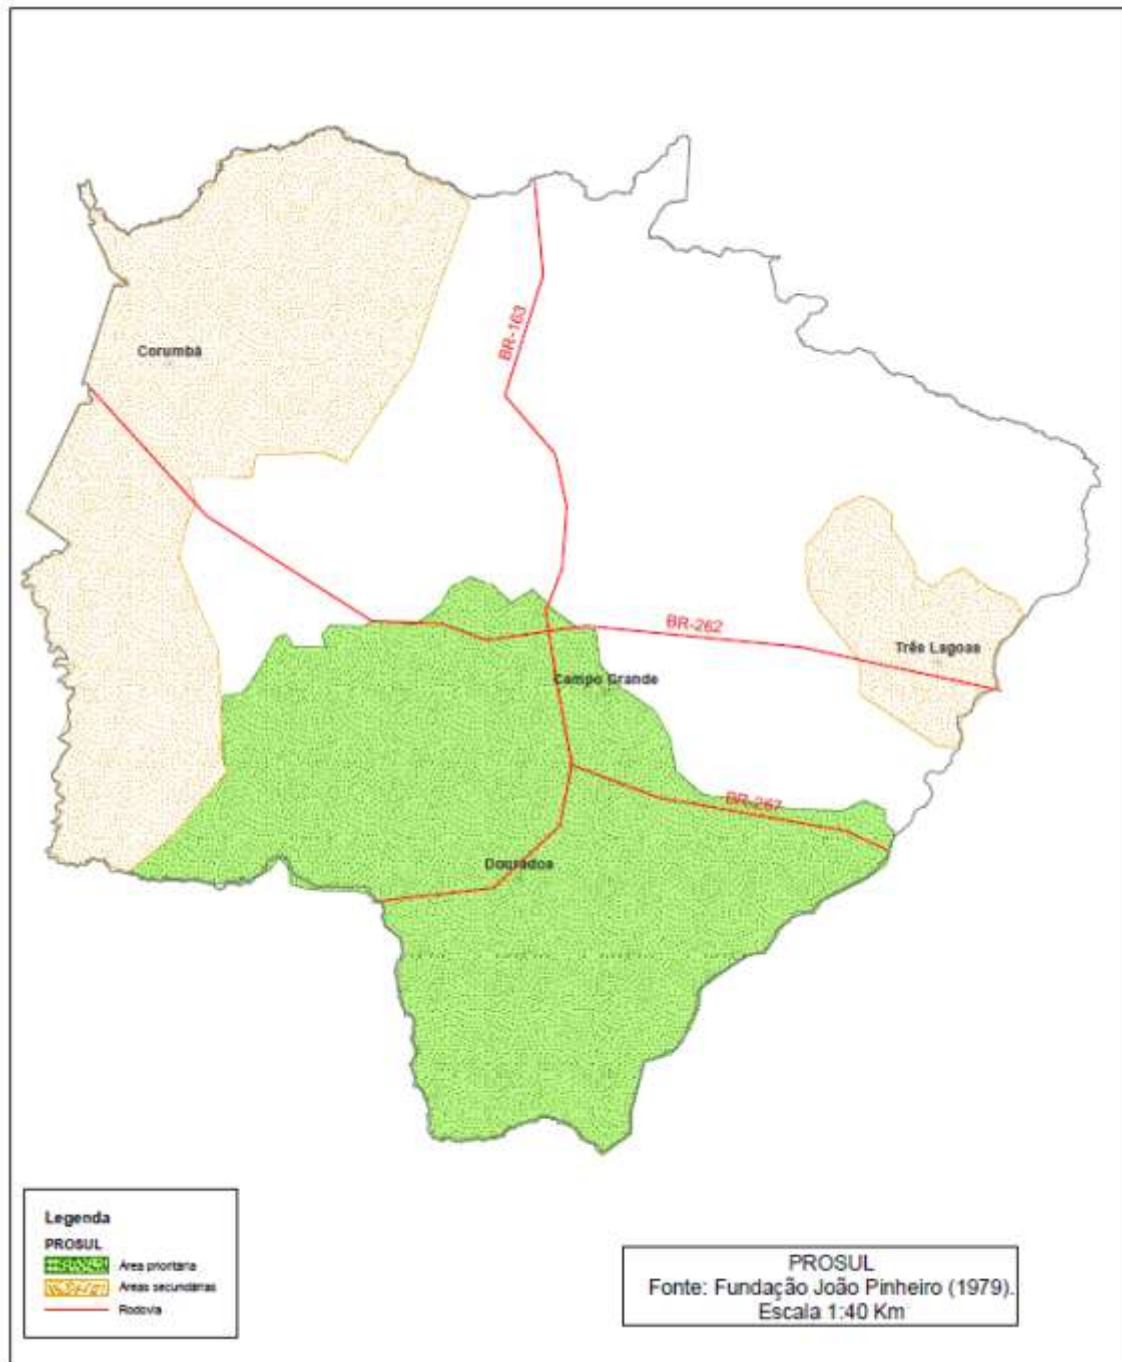 BR-163
Corumbá
BR-262
Três Lagoas
Campo Grande
BR-267
Dourados
Legenda
PROSUL
Área prioritária
Áreas secundárias
Rodovia
PROSUL
Fonte: Fundação João Pinheiro (1979).
Escala 1:40 Km